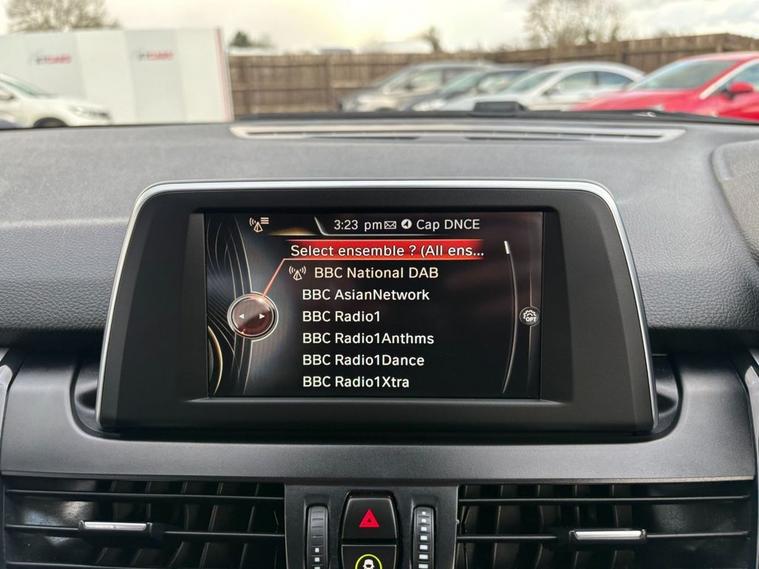 3:23 pm Cap DNCE
Select ensemble ? (All ens...
BBC National DAB
BBC AsianNetwork
BBC Radio1
BBC Radio1Anthms
BBC Radio1Dance
BBC Radio1Xtra
OPT